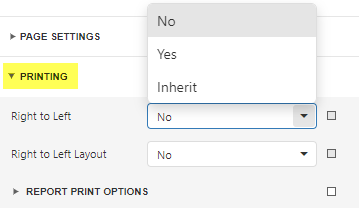 PAGE SETTINGS
No
Yes
Inherit
PRINTING
Right to Left No
Right to Left Layout No
REPORT PRINT OPTIONS